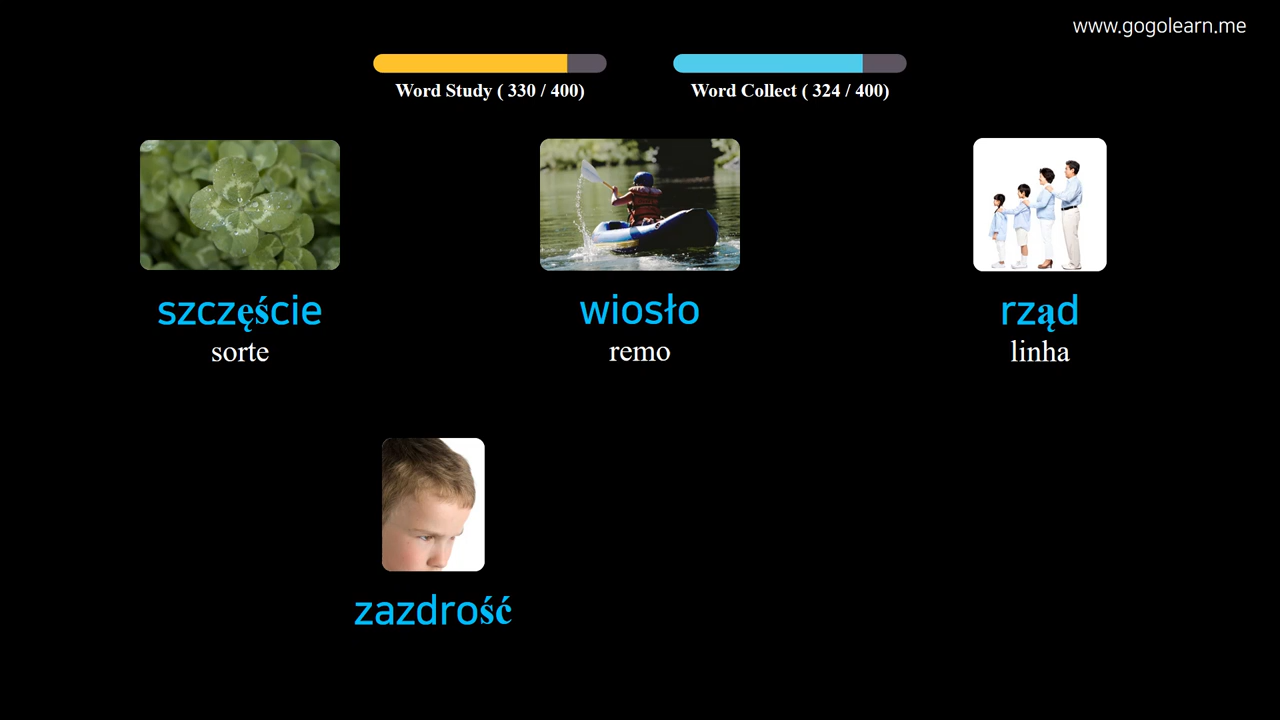 www.gogolearn.me
Word Study ( 330 / 400)
Word Collect ( 324 / 400)
szczęście
sorte
wiosło
remo
rząd
linha
zazdrość